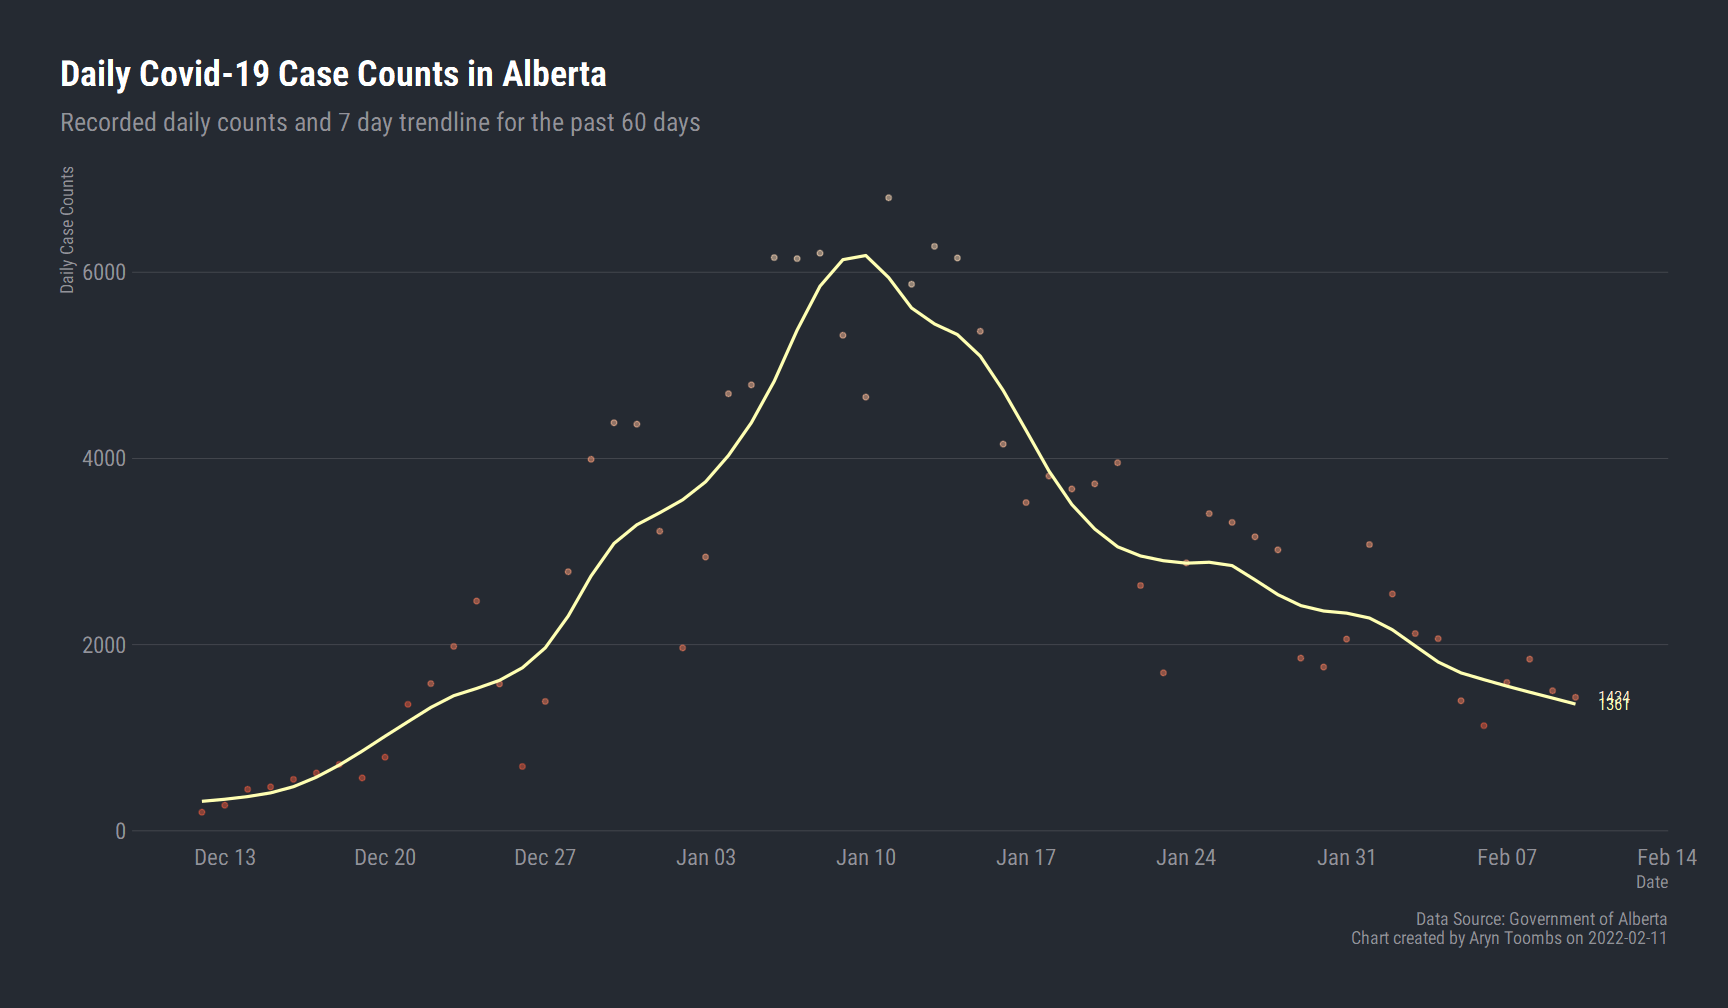 Daily Covid-19 Case Counts in Alberta
Recorded daily counts and 7 day trendline for the past 60 days
Daily Case Counts
6000
4000
2000
0
1434
1361
Dec 13 Dec 20 Dec 27 Jan 03 Jan 10 Jan 17 Jan 24 Jan 31 Feb 07 Feb 14
Date
Data Source: Government of Alberta
Chart created by Aryn Toombs on 2022-02-11